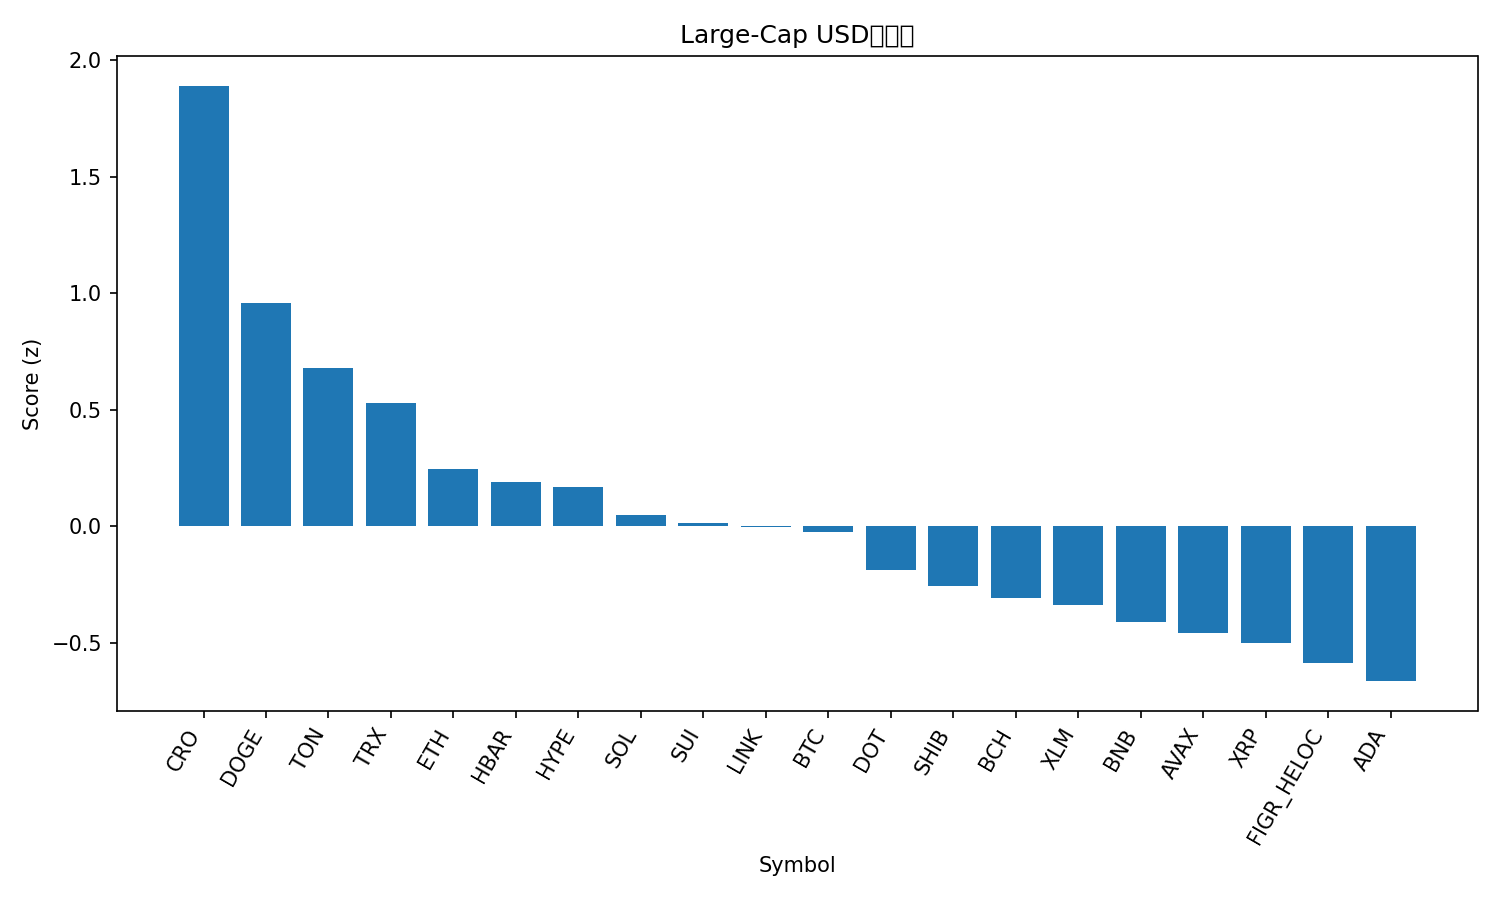 Large-Cap USD
2.0
1.5
1.0
0.5
0.0
−0.5
Score (z)
CRO
DOGE
TON
TRX
ETH
HBAR
HYPE
SOL
SUI
LINK
BTC
DOT
SHIB
BCH
XLM
BNB
AVAX
XRP
FIGR_HELOC
ADA
Symbol